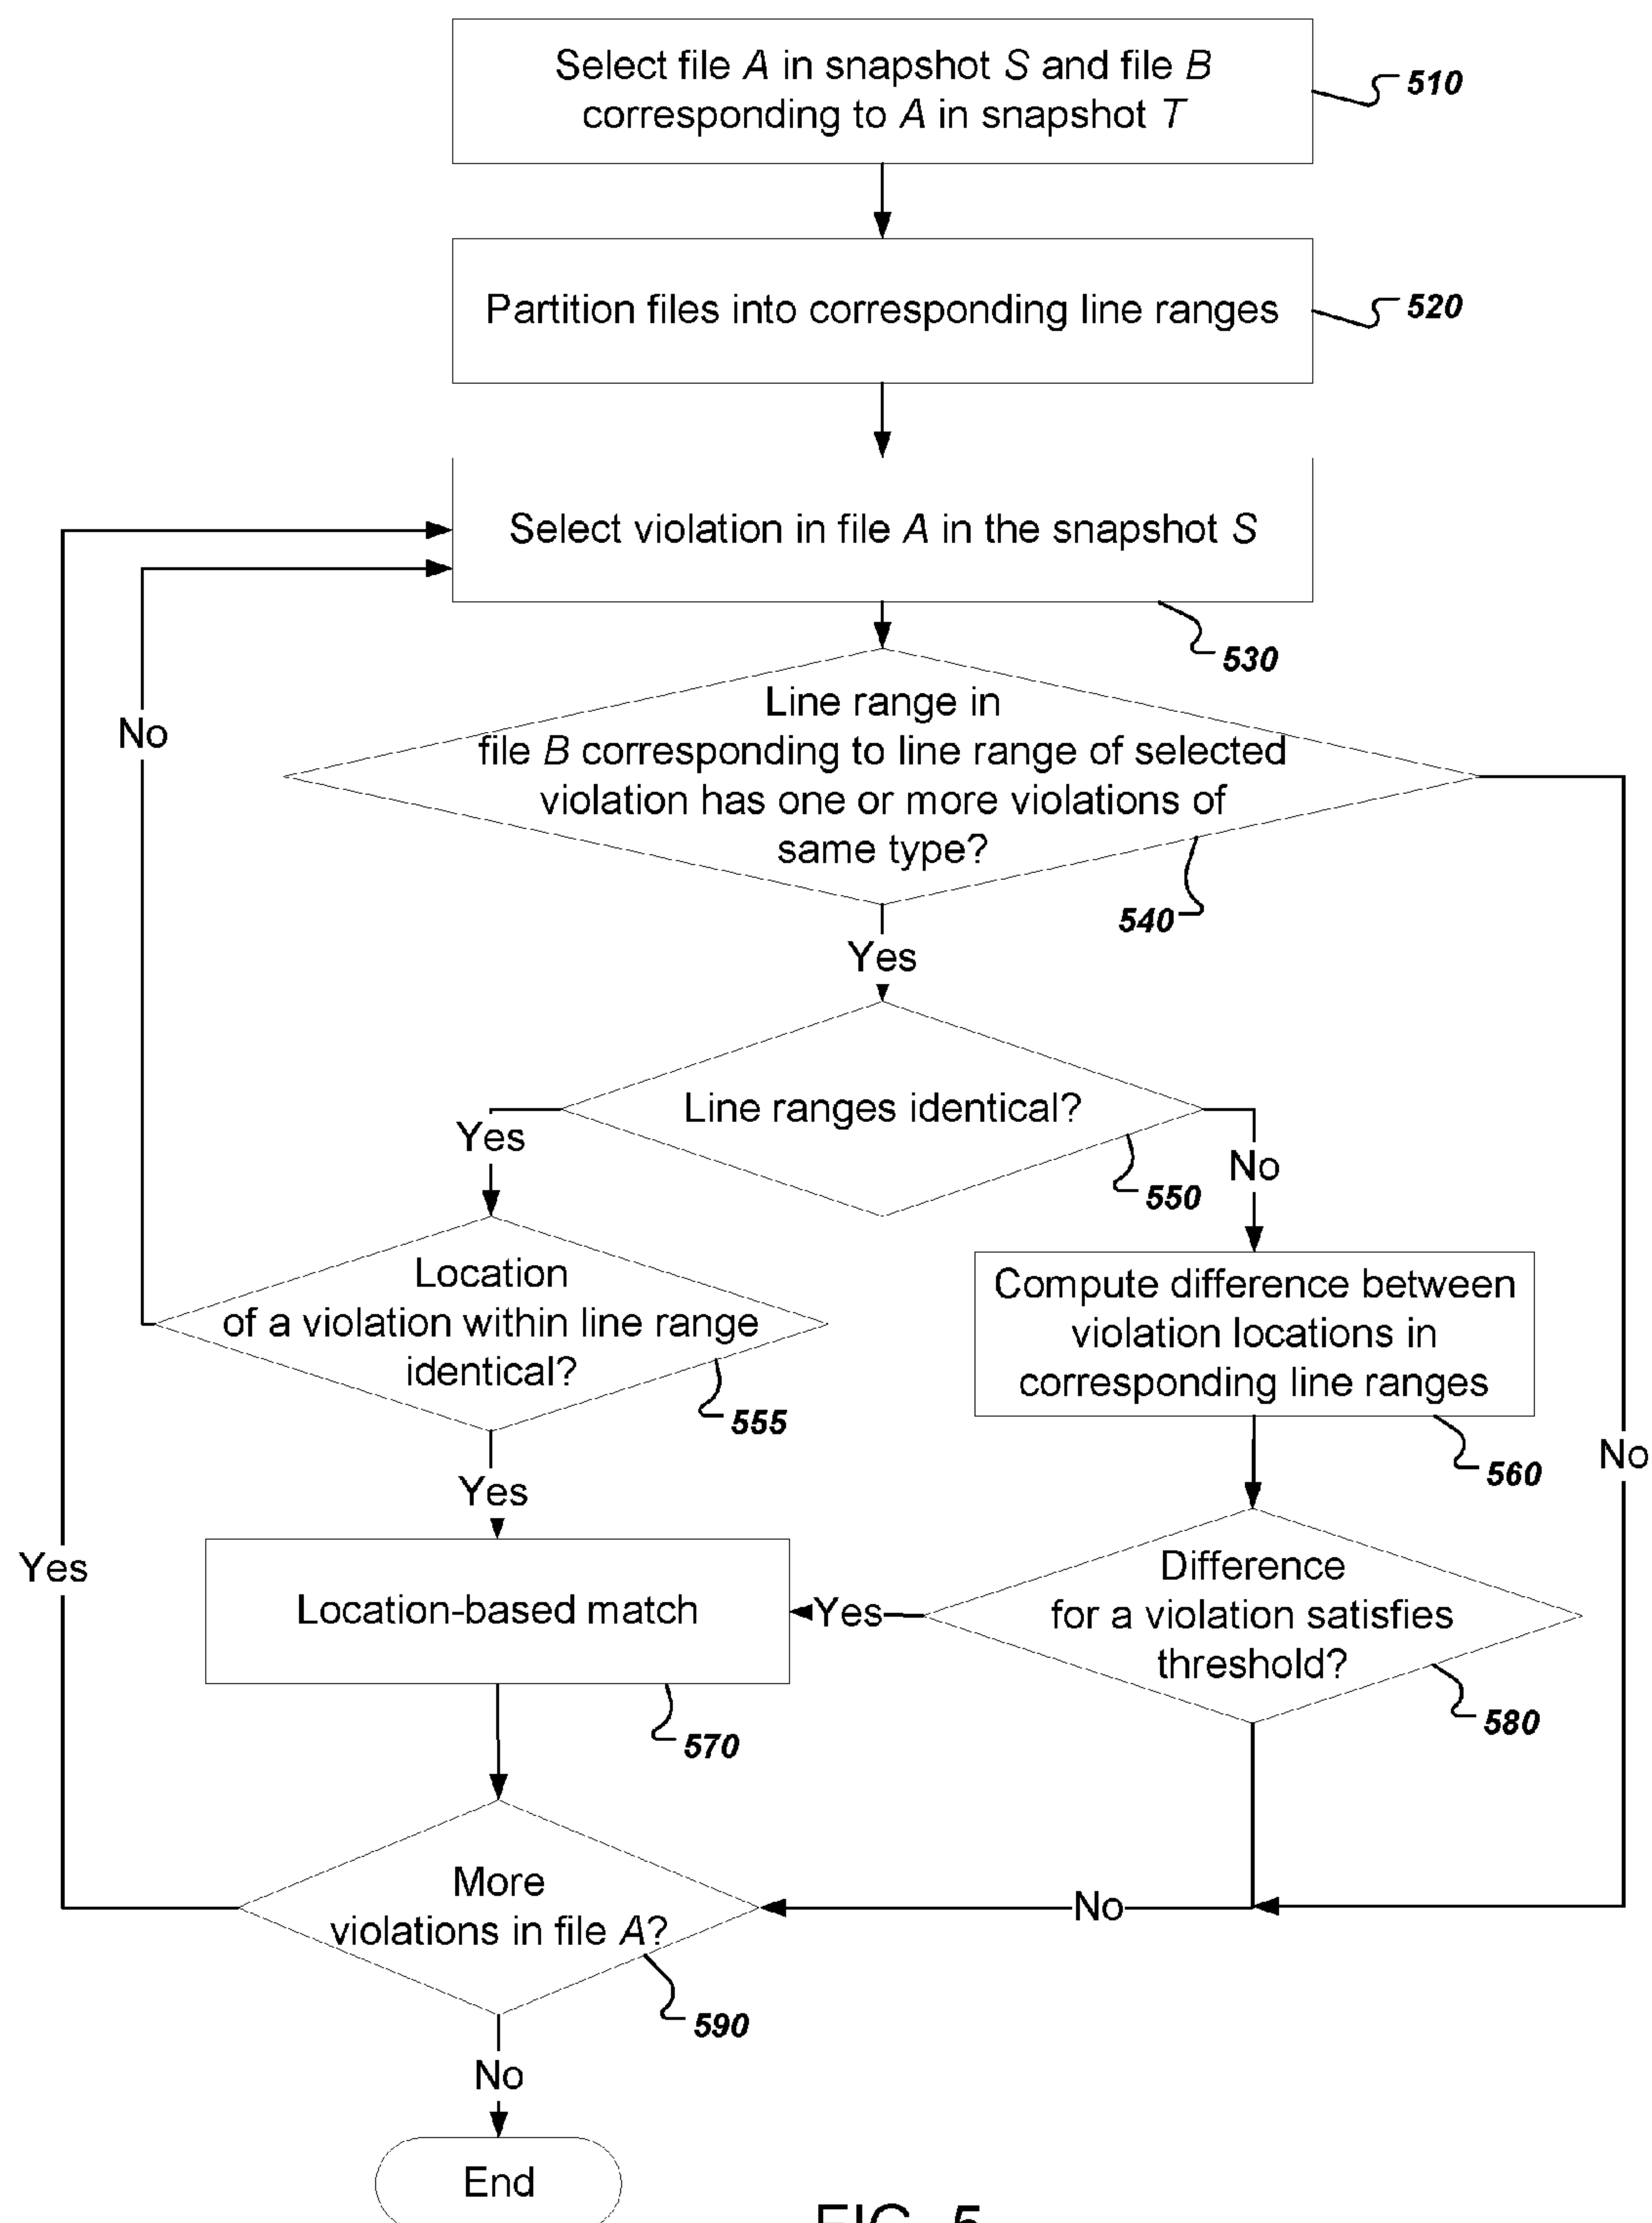 Select file A in snapshot S and file B
corresponding to A in snapshot T
510
Partition files into corresponding line ranges
520
Select violation in file A in the snapshot S
530
Line range in
file B corresponding to line range of selected
violation has one or more violations of
same type?
540
No
Yes
Line ranges identical?
550
Yes
No
Location
of a violation within line range
identical?
555
Compute difference between
violation locations in
corresponding line ranges
560
No
Yes
Yes
Location-based match
570
Yes
Difference
for a violation satisfies
threshold?
580
More
violations in file A?
590
No
No
End
FIG. 5